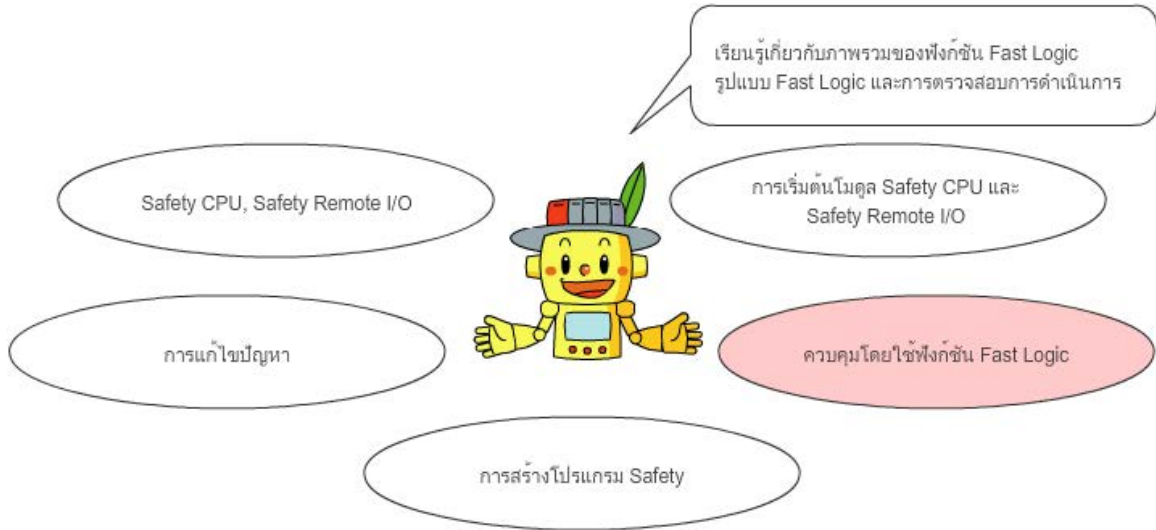 เรียนรู้เกี่ยวกับภาพรวมของฟังก์ชัน Fast Logic
รูปแบบ Fast Logic และการตรวจสอบการดำเนินการ
Safety CPU, Safety Remote I/O
การเริ่มต้นโมดูล Safety CPU และ
Safety Remote I/O
การแก้ไขปัญหา
ควบคุมโดยใช้ฟังก์ชัน Fast Logic
การสร้างโปรแกรม Safety